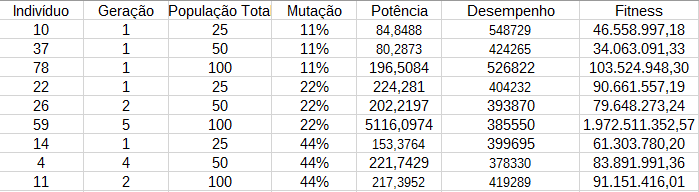 Indivíduo Geração População Total Mutação Potência Desempenho Fitness
10 1 25 11% 84,8488 548729 46.558.997,18
37 1 50 11% 80,2873 424265 34.063.091,33
78 1 100 11% 196,5084 526822 103.524.948,30
22 1 25 22% 224,281 404232 90.661.557,19
26 2 50 22% 202,2197 393870 79.648.273,24
59 5 100 22% 5116,0974 385550 1.972.511.352,57
14 1 25 44% 153,3764 399695 61.303.780,20
4 4 50 44% 221,7429 378330 83.891.991,36
11 2 100 44% 217,3952 419289 91.151.416,01